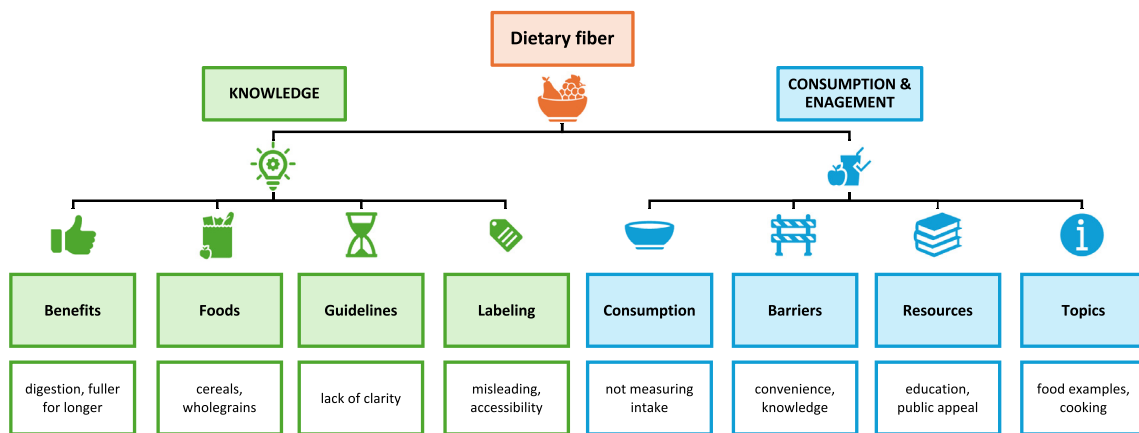 Dietary fiber
KNOWLEDGE
CONSUMPTION &
ENAGEMENT
Benefits
Foods
Guidelines
Labeling
Consumption
Barriers
Resources
Topics
digestion, fuller
for longer
cereals,
wholegrains
lack of clarity
misleading,
accessibility
not measuring
intake
convenience,
knowledge
education,
public appeal
food examples,
cooking